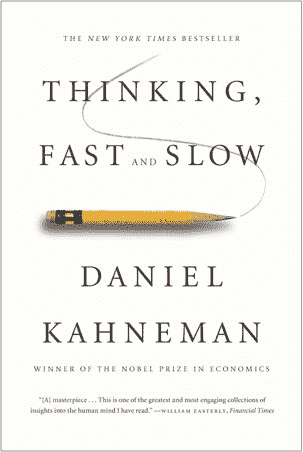 THE NEW YORK TIMES BESTSELLER
THINKING,
FAST AND SLOW
DANIEL
KAHNEMAN
WINNER OF THE NOBEL PRIZE IN ECONOMICS
"[A] masterpiece . . . This is one of the greatest and most engaging collections of
insights into the human mind I have read." —WILLIAM EASTERLY, Financial Times